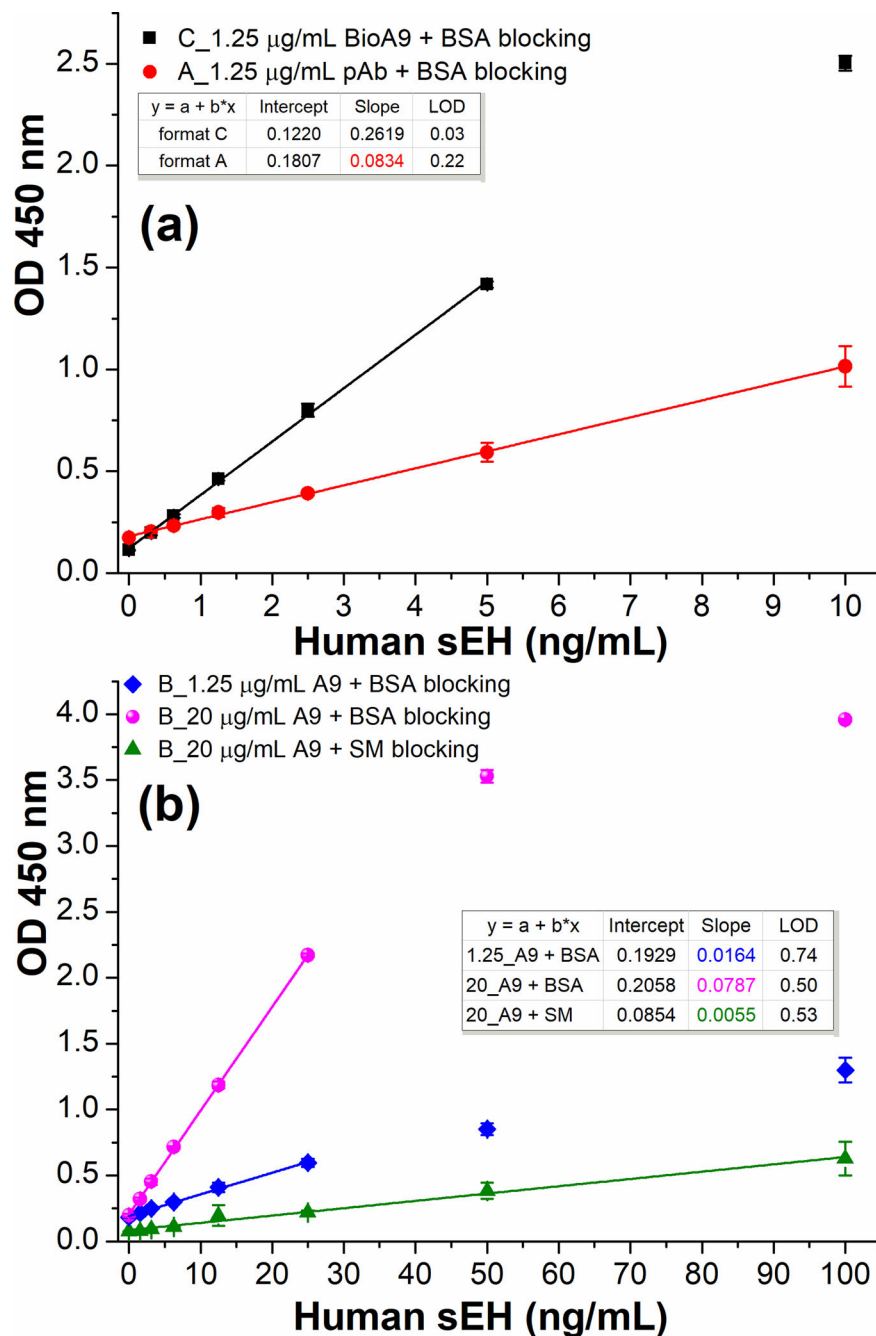 C_1.25 μg/mL BioA9 + BSA blocking
A_1.25 μg/mL pAb + BSA blocking
y = a + b*x Intercept Slope LOD
format C 0.1220 0.2619 0.03
format A 0.1807 0.0834 0.22
(a)
OD 450 nm
2.5
2.0
1.5
1.0
0.5
0.0
0 1 2 3 4 5 6 7 8 9 10
Human sEH (ng/mL)
B_1.25 μg/mL A9 + BSA blocking
B_20 μg/mL A9 + BSA blocking
B_20 μg/mL A9 + SM blocking
(b)
OD 450 nm
4.0
3.5
3.0
2.5
2.0
1.5
1.0
0.5
0.0
y = a + b*x Intercept Slope LOD
1.25_A9 + BSA 0.1929 0.0164 0.74
20_A9 + BSA 0.2058 0.0787 0.50
20_A9 + SM 0.0854 0.0055 0.53
0 10 20 30 40 50 60 70 80 90 100
Human sEH (ng/mL)